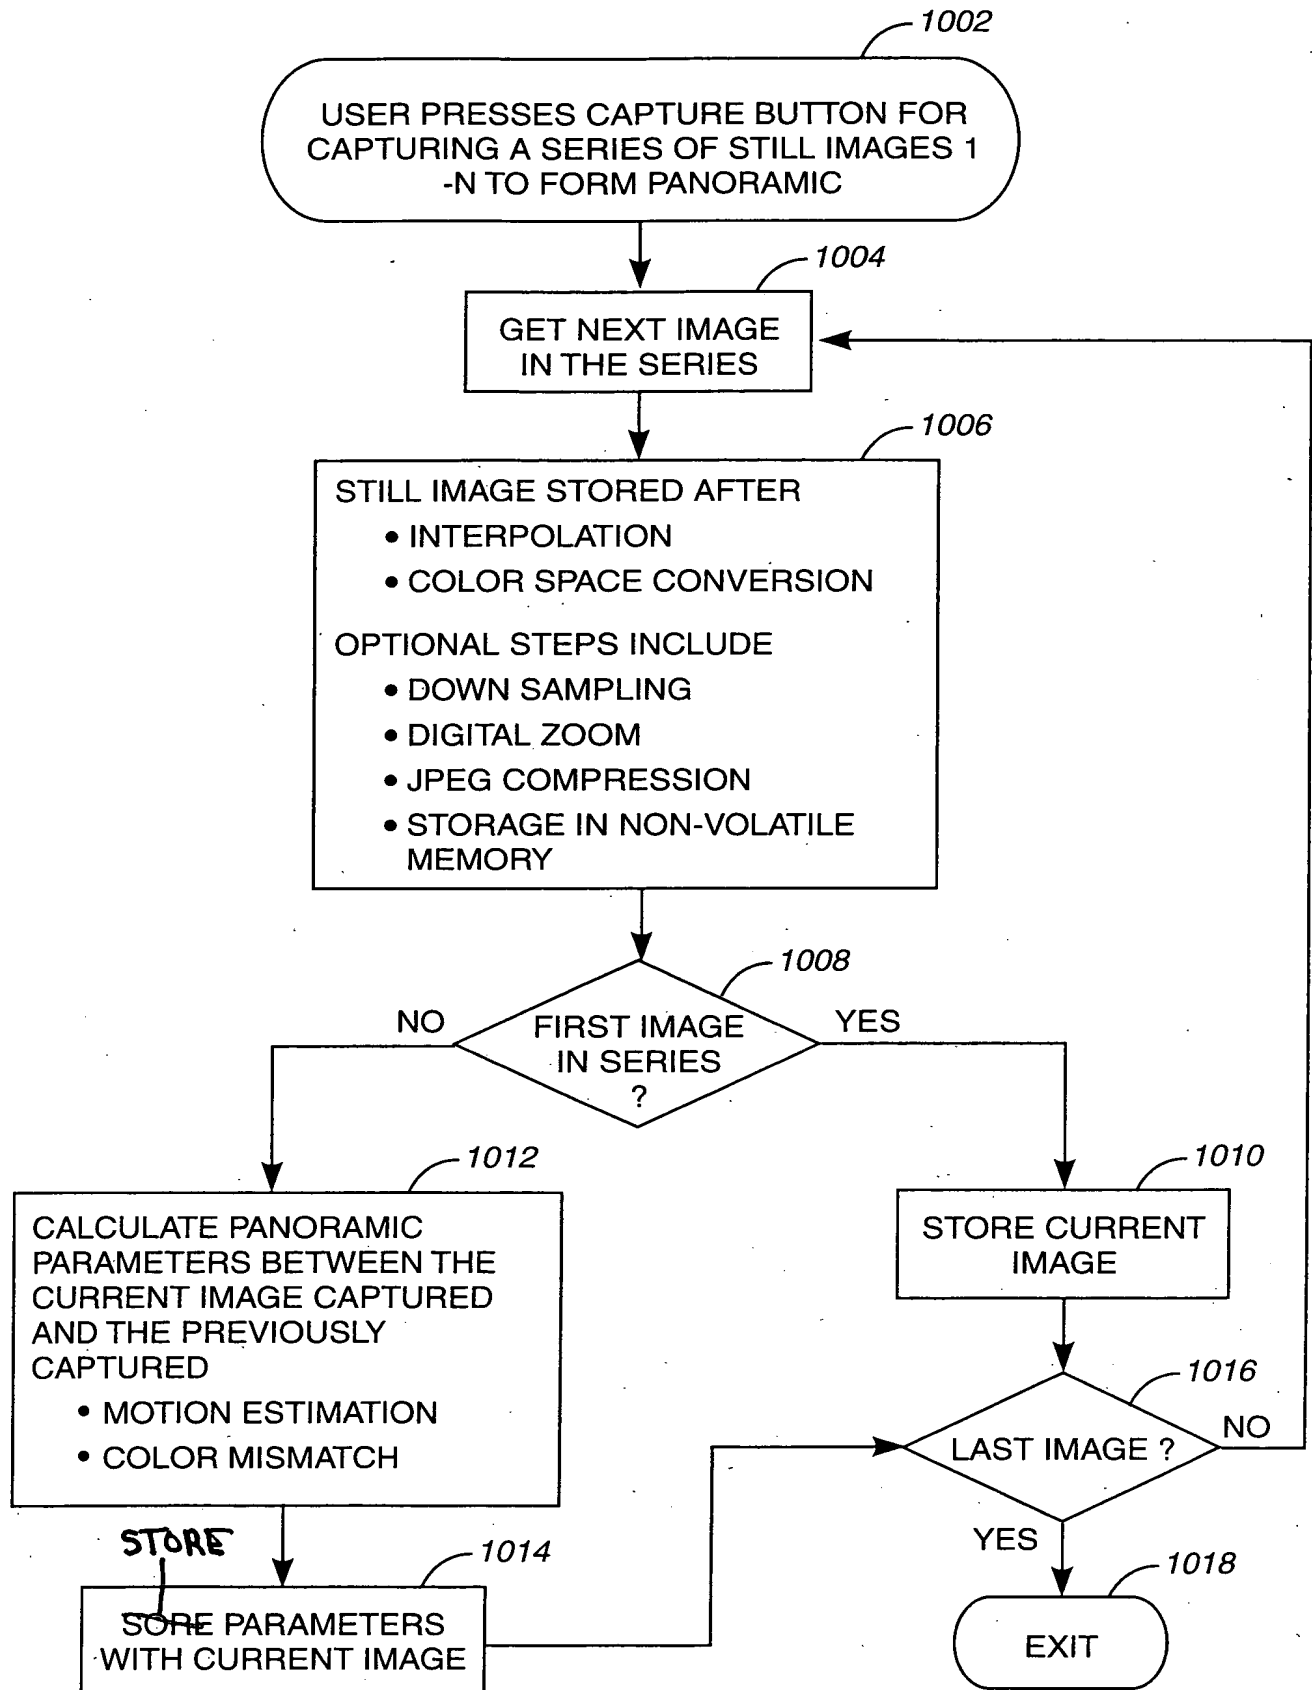 1002
USER PRESSES CAPTURE BUTTON FOR
CAPTURING A SERIES OF STILL IMAGES 1
-N TO FORM PANORAMIC
1004
GET NEXT IMAGE
IN THE SERIES
1006
STILL IMAGE STORED AFTER
• INTERPOLATION
• COLOR SPACE CONVERSION
OPTIONAL STEPS INCLUDE
• DOWN SAMPLING
• DIGITAL ZOOM
• JPEG COMPRESSION
• STORAGE IN NON-VOLATILE
MEMORY
1008
NO
FIRST IMAGE
IN SERIES
?
YES
1012
CALCULATE PANORAMIC
PARAMETERS BETWEEN THE
CURRENT IMAGE CAPTURED
AND THE PREVIOUSLY
CAPTURED
• MOTION ESTIMATION
• COLOR MISMATCH
1010
STORE CURRENT
IMAGE
1016
LAST IMAGE ?
NO
YES
STORE
1014
SORE PARAMETERS
WITH CURRENT IMAGE
1018
EXIT